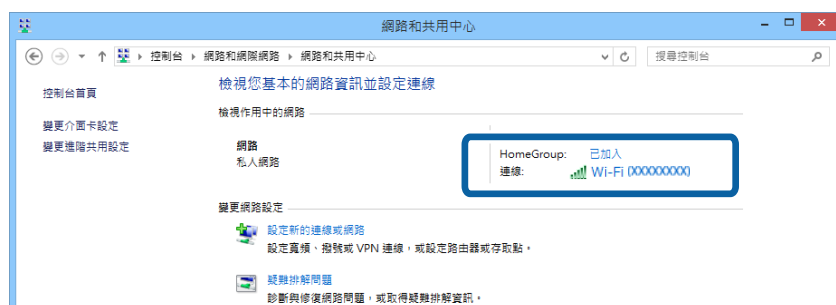 網路和共用中心
控制台 網路和網際網路 網路和共用中心 搜尋控制台
控制台首頁
變更介面卡設定
變更進階共用設定
檢視您基本的網路資訊並設定連線
檢視作用中的網路
網路
私人網路
HomeGroup: 已加入
連線: Wi-Fi (XXXXXXXX)
變更網路設定
設定新的連線或網路
設定寬頻、撥號或 VPN 連線，或設定路由器或存取點。
疑難排解問題
診斷與修復網路問題，或取得疑難排解資訊。